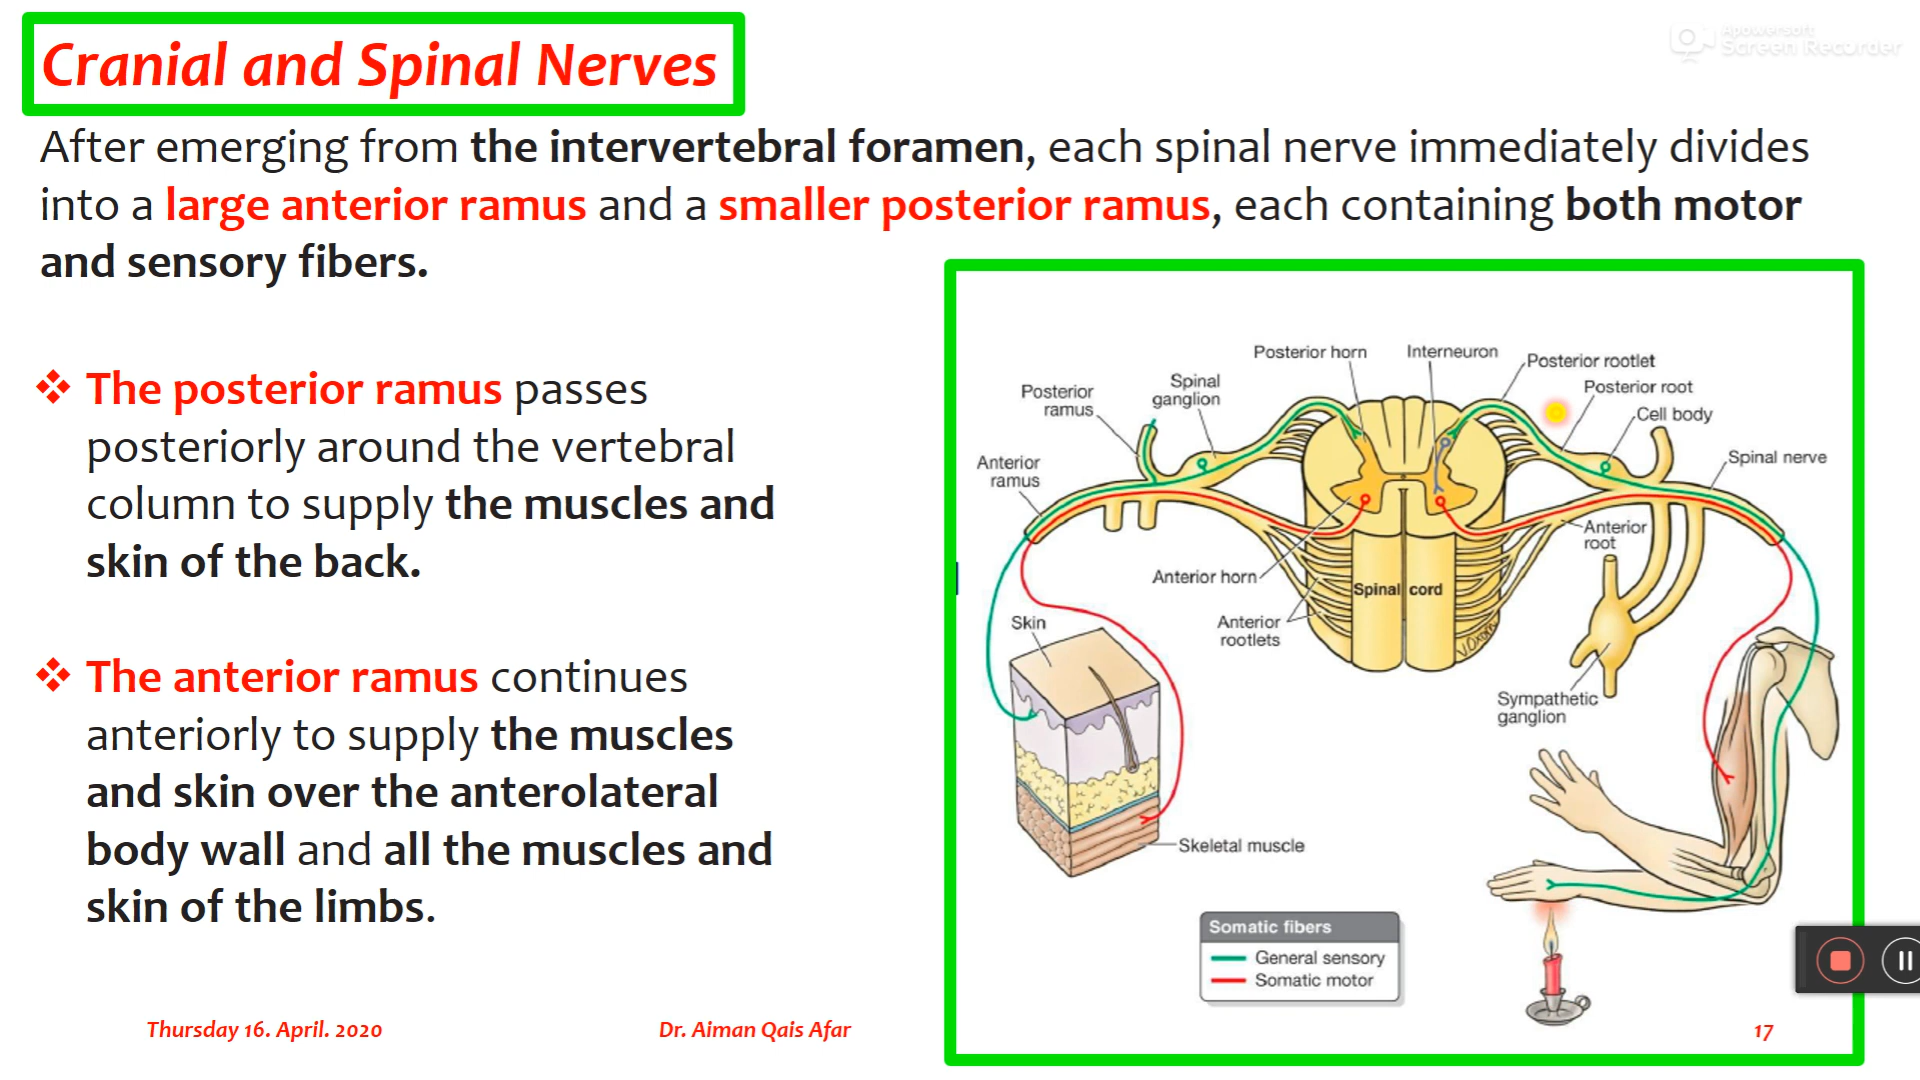 Cranial and Spinal Nerves
Apowersoft
Screen Recorder
After emerging from the intervertebral foramen, each spinal nerve immediately divides
into a large anterior ramus and a smaller posterior ramus, each containing both motor
and sensory fibers.
❖ The posterior ramus passes
posteriorly around the vertebral
column to supply the muscles and
skin of the back.
❖ The anterior ramus continues
anteriorly to supply the muscles
and skin over the anterolateral
body wall and all the muscles and
skin of the limbs.
Posterior horn
Interneuron
Posterior rootlet
Posterior root
Cell body
Spinal nerve
Spinal
ganglion
Posterior
ramus
Anterior
ramus
Anterior
root
Anterior horn
Spinal cord
Anterior
rootlets
Skin
Sympathetic
ganglion
Skeletal muscle
Somatic fibers
General sensory
Somatic motor
Thursday 16. April. 2020
Dr. Aiman Qais Afar
17